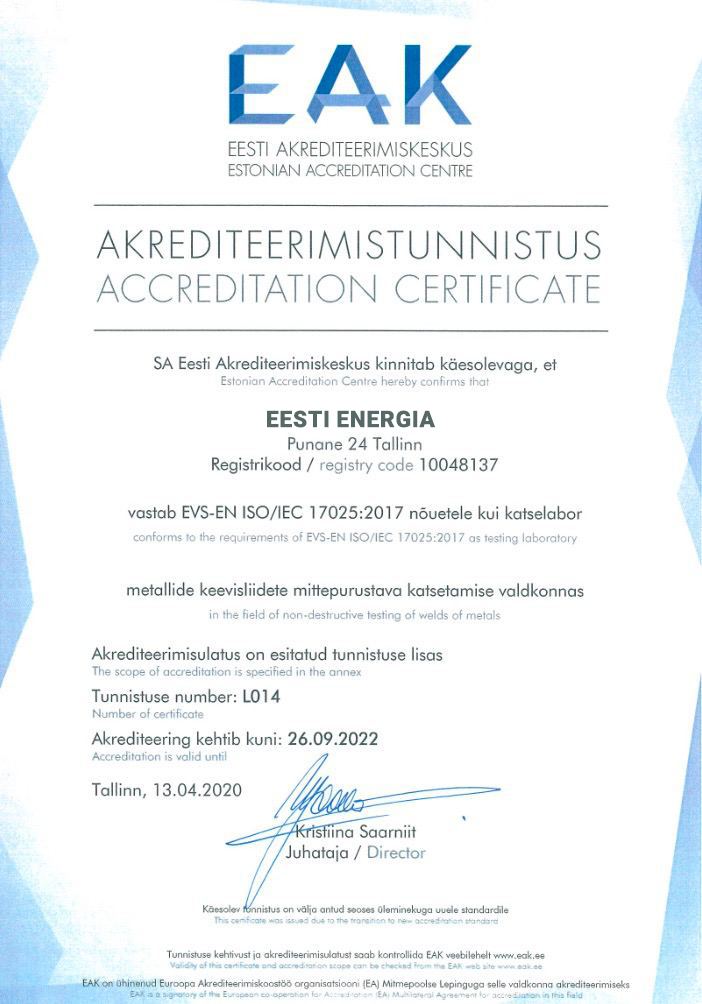 EAK
EESTI AKREDITEERIMISKESKUS
ESTONIAN ACCREDITATION CENTRE
AKREDITEERIMISTUNNISTUS
ACCREDITATION CERTIFICATE
SA Eesti Akrediteerimiskeskus kinnitab käesolevaga, et
Estonian Accreditation Centre hereby confirms that
EESTI ENERGIA
Punane 24 Tallinn
Registrikood / registry code 10048137
vastab EVS-EN ISO/IEC 17025:2017 nõuetele kui katselabor
conforms to the requirements of EVS-EN ISO/IEC 17025:2017 as testing laboratory
metallide keevisliidete mittepurustava katsetamise valdkonnas
in the field of non-destructive testing of welds of metals
Akrediteerimisulatus on esitatud tunnistuse lisas
The scope of accreditation is specified in the annex
Tunnistuse number: L014
Number of certificate
Akrediteering kehtib kuni: 26.09.2022
Accreditation is valid until
Tallinn, 13.04.2020
Kristiina Saarniit
Juhataja / Director
Käesolev tunnistus on välja antud seoses üleminekuga uuele standardile
This certificate was issued due to the transition to new accreditation standard
Tunnistuse kehtivust ja akrediteerimisulatust saab kontrollida EAK veebilehelt www.eak.ee
Validity of this certificate and accreditation scope can be checked from the EAK web site www.eak.ee
EAK on ühinenud Euroopa Akrediteerimiskoostöö organisatsiooni (EA) Mitmepoolse Lepinguga selle valdkonna akrediteerimiseks
EAK is a signatory of the European co-operation for Accreditation (EA) Multilateral Agreement for accreditation in this field